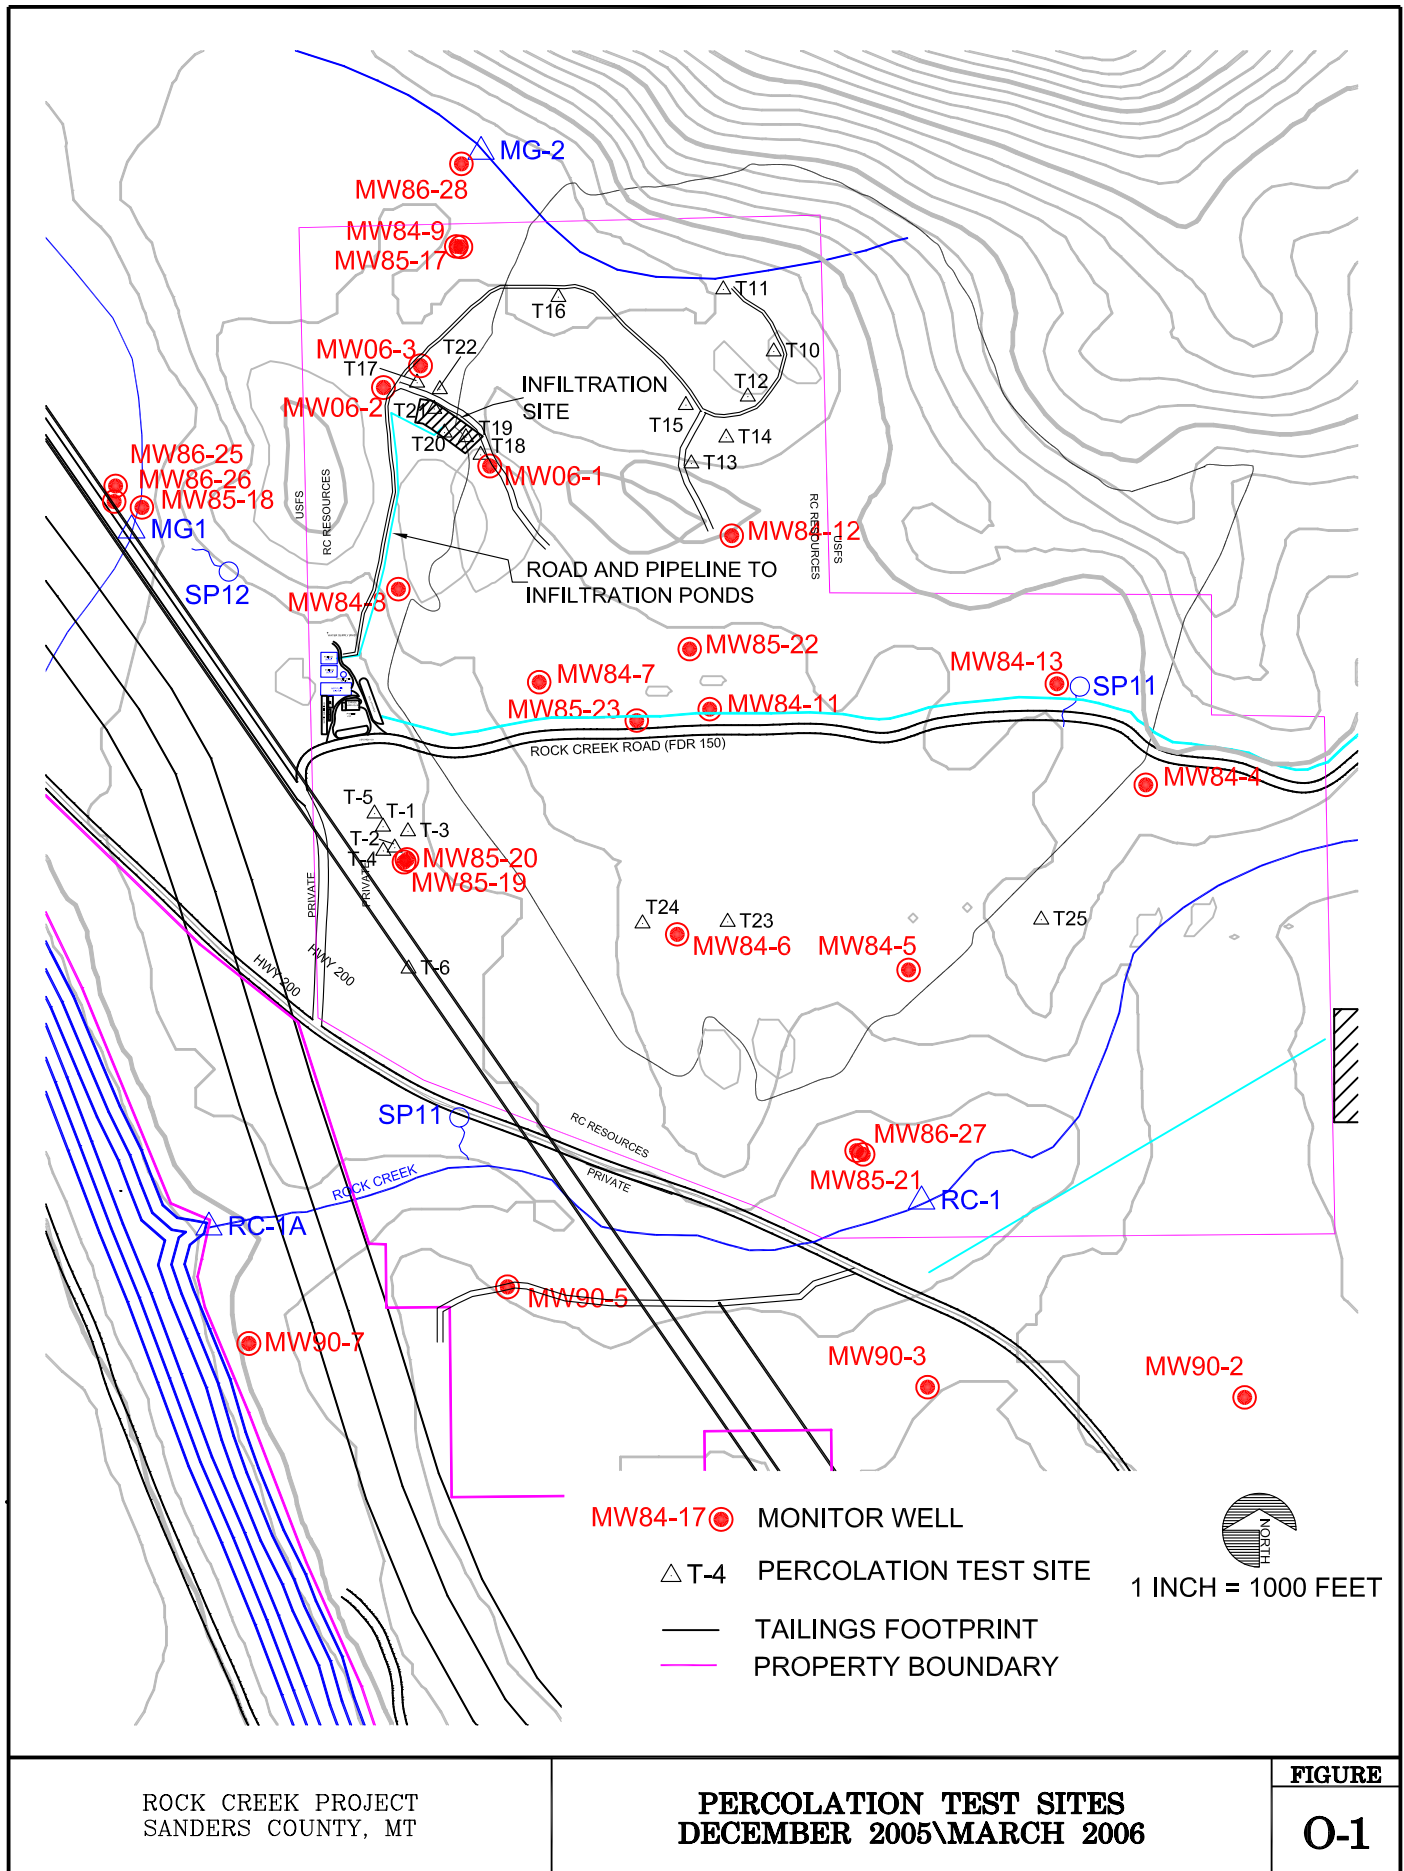 MG-2
MW86-28
MW84-9
MW85-17
T11
T16
MW06-3
T22
T10
T17
INFILTRATION
SITE
T12
MW06-2
T21
T15
T19
T20
T18
T14
MW06-1
T13
MW86-25
MW86-26
MW85-18
MG1
USFS
RC RESOURCES
RC RESOURCES
USFS
MW84-12
SP12
ROAD AND PIPELINE TO
INFILTRATION PONDS
MW84-8
MW85-22
MW84-7
MW84-13
SP11
MW85-23
MW84-11
ROCK CREEK ROAD (FDR 150)
MW84-4
T-5
T-1
T-3
T-2
T-4
MW85-20
MW85-19
PRIVATE
PRIVATE
T24
T23
T25
MW84-6
MW84-5
HWY 200
HWY 200
T-6
SP11
RC RESOURCES
PRIVATE
MW86-27
MW85-21
RC-1
ROCK CREEK
RC-1A
MW90-5
MW90-7
MW90-3
MW90-2
MW84-17 MONITOR WELL
T-4 PERCOLATION TEST SITE
TAILINGS FOOTPRINT
PROPERTY BOUNDARY
NORTH
1 INCH = 1000 FEET
ROCK CREEK PROJECT
SANDERS COUNTY, MT
PERCOLATION TEST SITES
DECEMBER 2005\MARCH 2006
FIGURE
O-1